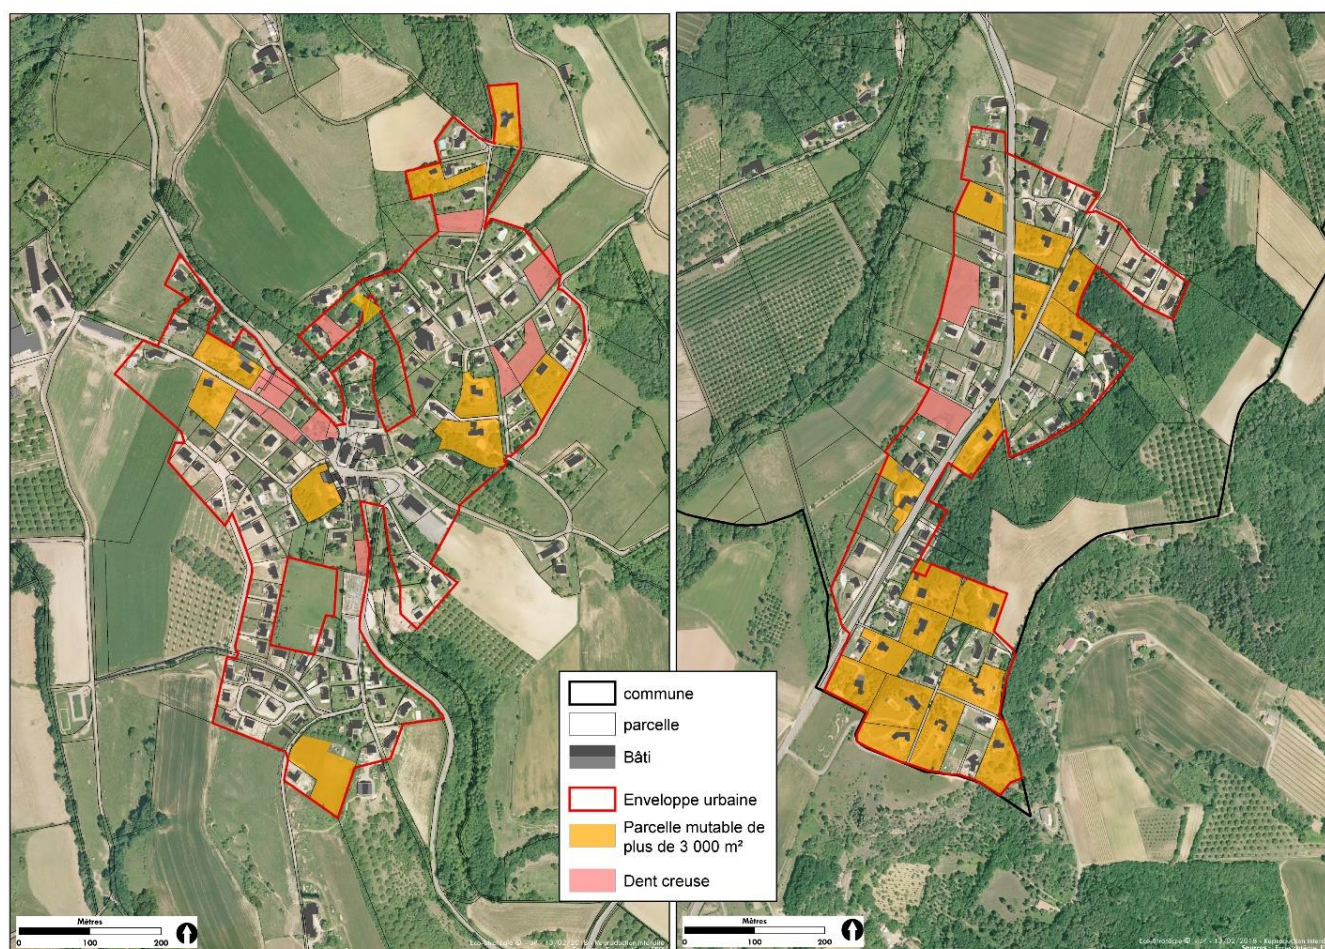 commune
parcelle
Bâti
Enveloppe urbaine
Parcelle mutable de
plus de 3 000 m²
Dent creuse
Mètres
0 100 200
Mètres
0 100 200